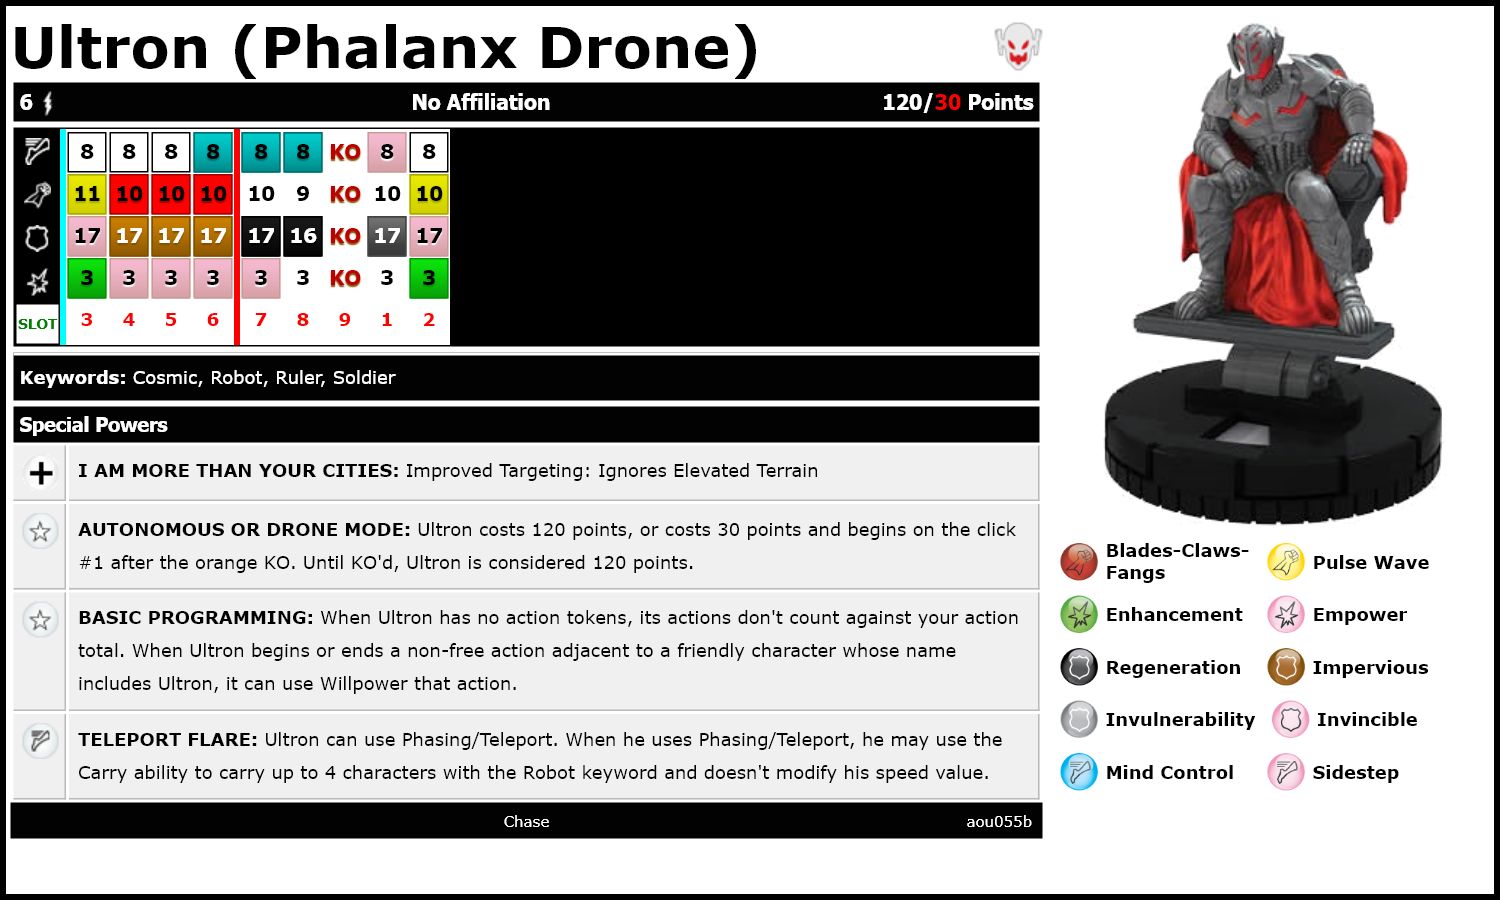 Ultron (Phalanx Drone)
6 No Affiliation 120/30 Points
8 8 8 8 8 8 KO 8 8
11 10 10 10 10 9 KO 10 10
17 17 17 17 17 16 KO 17 17
3 3 3 3 3 3 KO 3 3
SLOT 3 4 5 6 7 8 9 1 2
Keywords: Cosmic, Robot, Ruler, Soldier
Special Powers
I AM MORE THAN YOUR CITIES: Improved Targeting: Ignores Elevated Terrain
AUTONOMOUS OR DRONE MODE: Ultron costs 120 points, or costs 30 points and begins on the click
#1 after the orange KO. Until KO'd, Ultron is considered 120 points.
BASIC PROGRAMMING: When Ultron has no action tokens, its actions don't count against your action
total. When Ultron begins or ends a non-free action adjacent to a friendly character whose name
includes Ultron, it can use Willpower that action.
TELEPORT FLARE: Ultron can use Phasing/Teleport. When he uses Phasing/Teleport, he may use the
Carry ability to carry up to 4 characters with the Robot keyword and doesn't modify his speed value.
Chase aou055b
Blades-Claws-
Fangs
Pulse Wave
Enhancement Empower
Regeneration Impervious
Invulnerability Invincible
Mind Control Sidestep